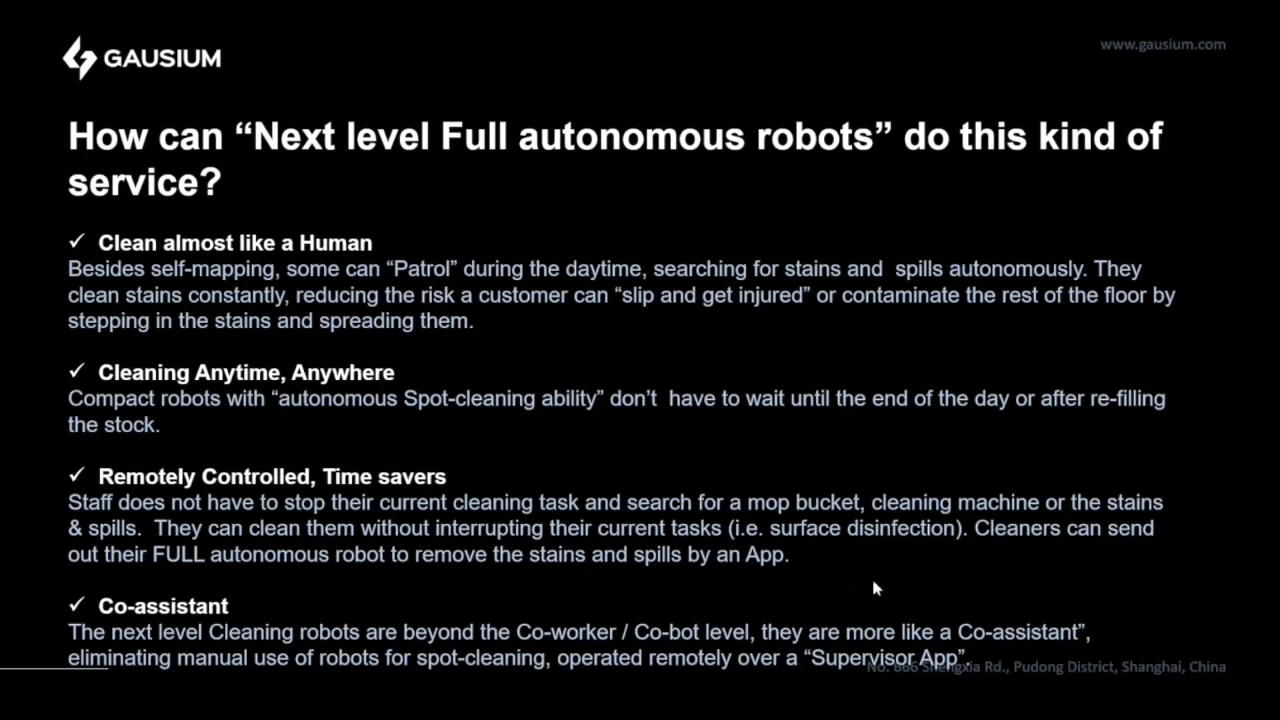 GAUSIUM
www.gausium.com
How can “Next level Full autonomous robots” do this kind of
service?
✓ Clean almost like a Human
Besides self-mapping, some can “Patrol” during the daytime, searching for stains and  spills autonomously. They
clean stains constantly, reducing the risk a customer can “slip and get injured” or contaminate the rest of the floor by
stepping in the stains and spreading them.
✓ Cleaning Anytime, Anywhere
Compact robots with “autonomous Spot-cleaning ability” don’t  have to wait until the end of the day or after re-filling
the stock.
✓ Remotely Controlled, Time savers
Staff does not have to stop their current cleaning task and search for a mop bucket, cleaning machine or the stains
& spills.  They can clean them without interrupting their current tasks (i.e. surface disinfection). Cleaners can send
out their FULL autonomous robot to remove the stains and spills by an App.
✓ Co-assistant
The next level Cleaning robots are beyond the Co-worker / Co-bot level, they are more like a Co-assistant”,
eliminating manual use of robots for spot-cleaning, operated remotely over a “Supervisor App”.
No. 666 Shengxia Rd., Pudong District, Shanghai, China